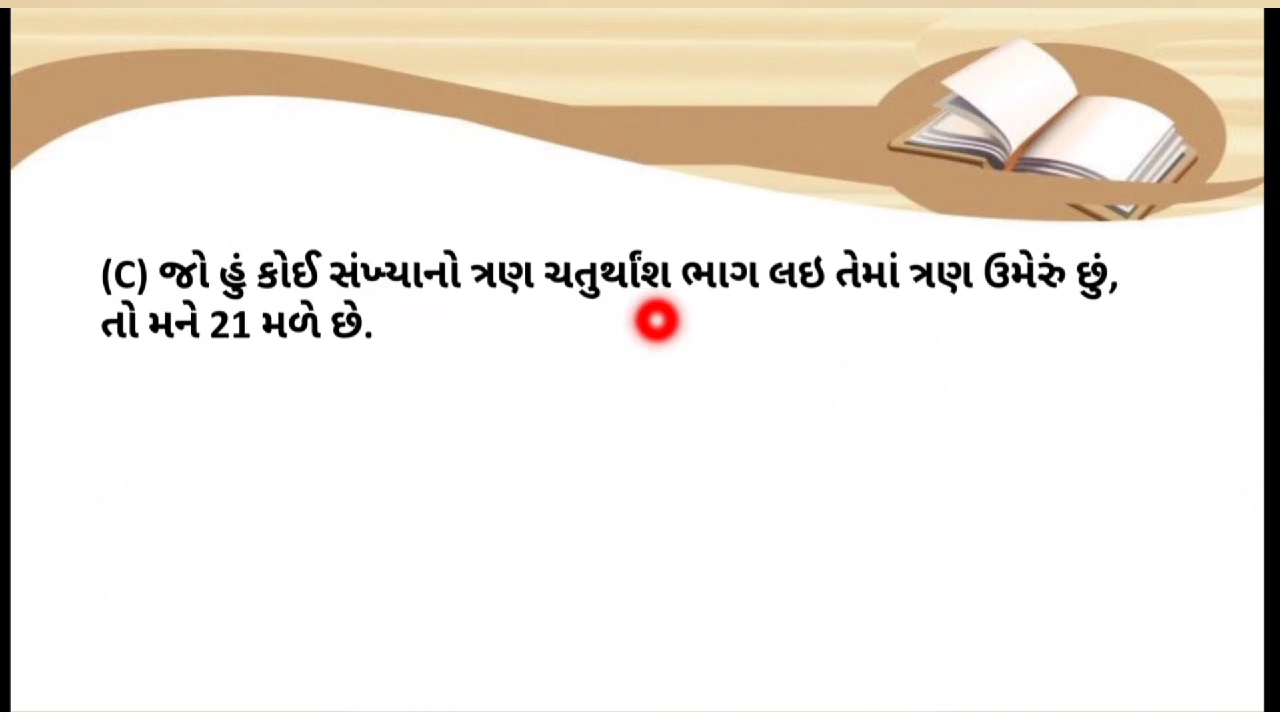 (C) જો હું કોઈ સંખ્યાનો ત્રણ ચતુર્થાંશ ભાગ લઇ તેમાં ત્રણ ઉમેરું છું,
તો મને 21 મળે છે.